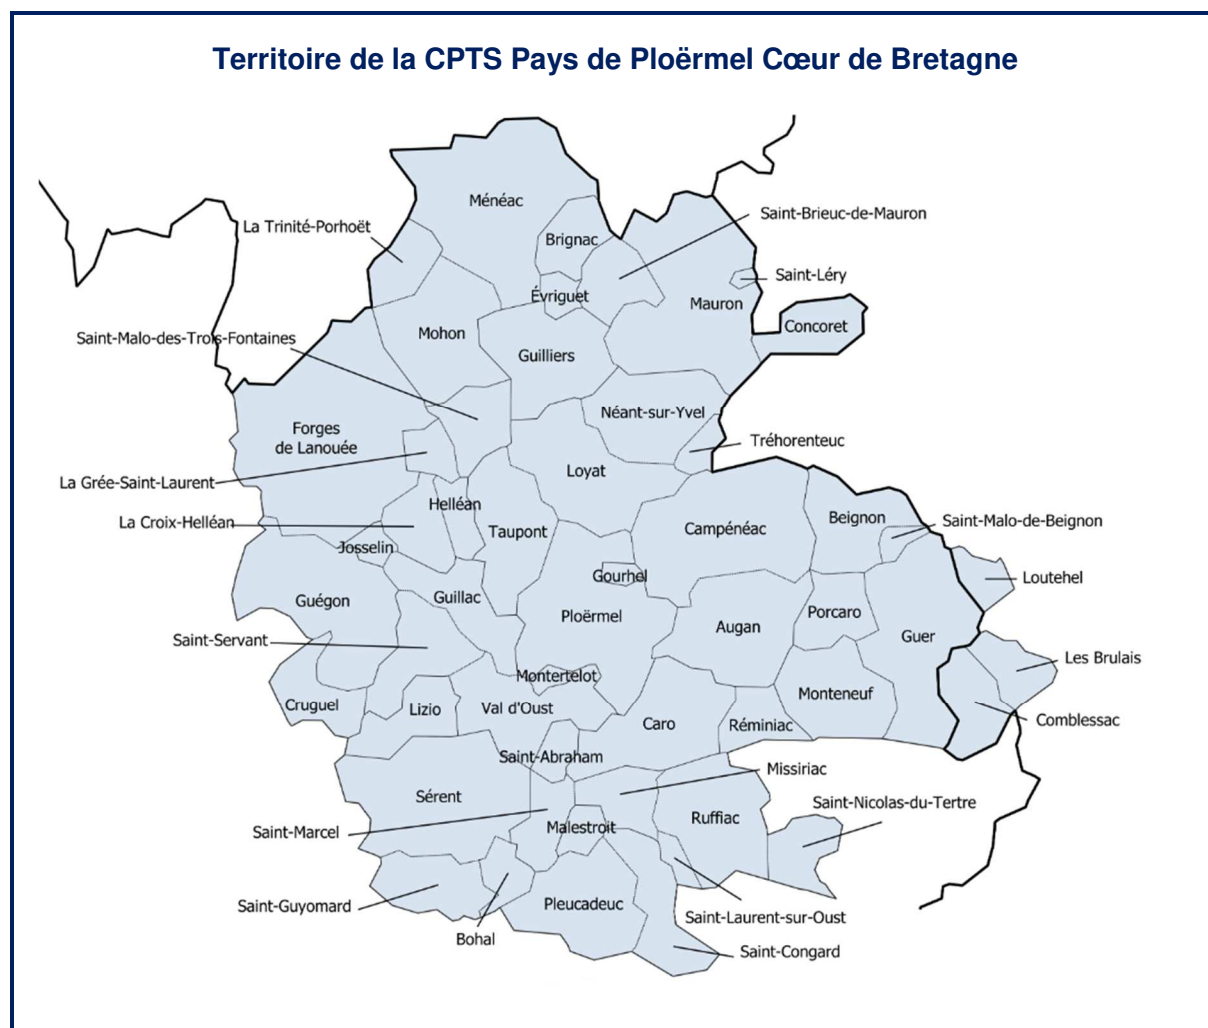 Territoire de la CPTS Pays de Ploërmel Cœur de Bretagne
Ménéac
Saint-Brieuc-de-Mauron
La Trinité-Porhoët
Brignac
Saint-Léry
Évriguet
Mauron
Concoret
Mohon
Saint-Malo-des-Trois-Fontaines
Guilliers
Néant-sur-Yvel
Forges
de Lanouée
Tréhorenteuc
Loyat
La Grée-Saint-Laurent
Helléan
La Croix-Helléan
Taupont
Campénéac
Beignon
Saint-Malo-de-Beignon
Josselin
Gourhel
Loutehel
Guégon
Guillac
Ploërmel
Augan
Porcaro
Guer
Saint-Servant
Les Brulais
Montertelot
Cruguel
Lizio
Val d'Oust
Monteneuf
Caro
Réminiac
Comblessac
Saint-Abraham
Missiriac
Sérent
Saint-Nicolas-du-Tertre
Ruffiac
Saint-Marcel
Malestroit
Saint-Guyomard
Pleucadeuc
Saint-Laurent-sur-Oust
Bohal
Saint-Congard